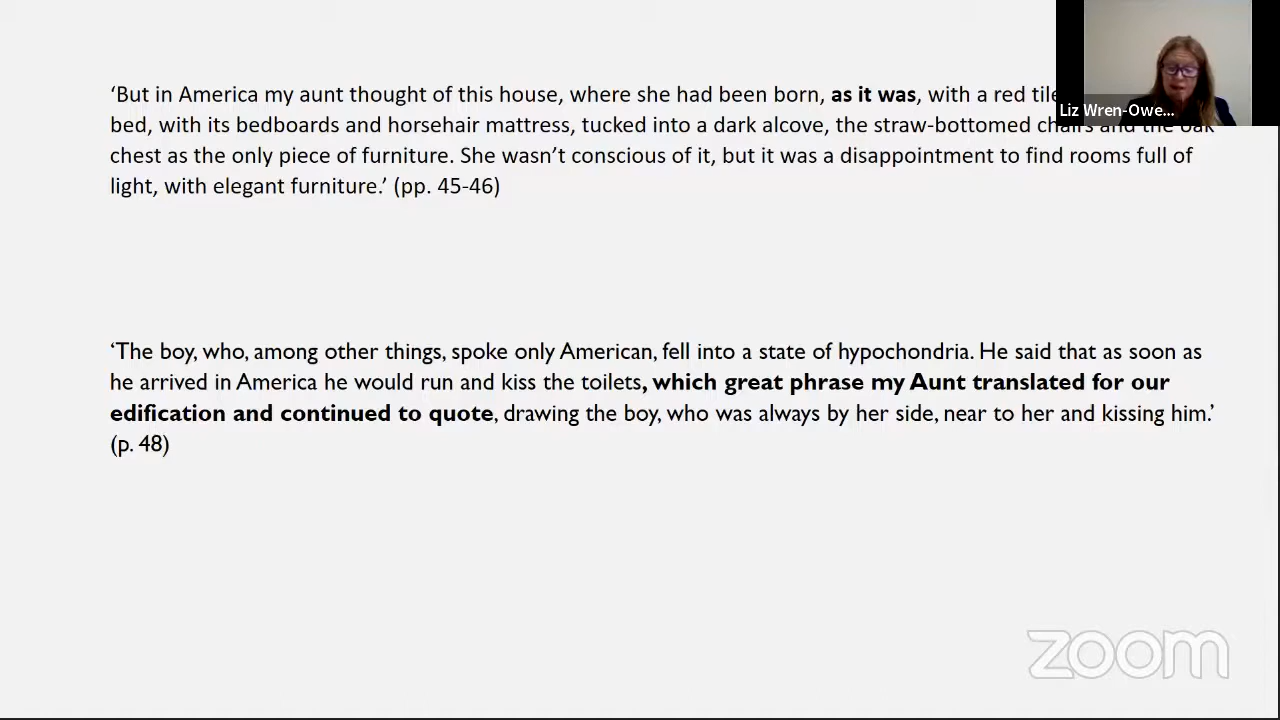 ‘But in America my aunt thought of this house, where she had been born, as it was, with a red tile
bed, with its bedboards and horsehair mattress, tucked into a dark alcove, the straw-bottomed chairs and the oak
chest as the only piece of furniture. She wasn’t conscious of it, but it was a disappointment to find rooms full of
light, with elegant furniture.’ (pp. 45-46)
‘The boy, who, among other things, spoke only American, fell into a state of hypochondria. He said that as soon as
he arrived in America he would run and kiss the toilets, which great phrase my Aunt translated for our
edification and continued to quote, drawing the boy, who was always by her side, near to her and kissing him.’
(p. 48)
Liz Wren-Owe...
zoom